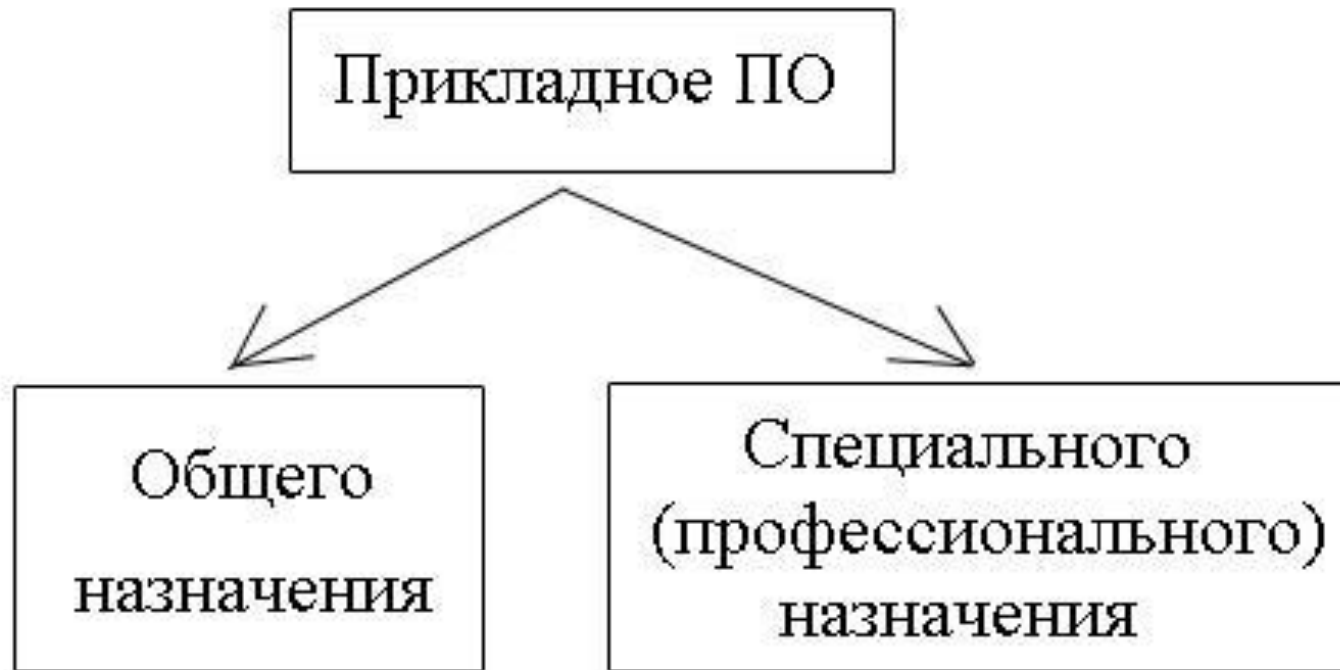 Прикладное ПО
Общего
назначения
Специального
(профессионального)
назначения